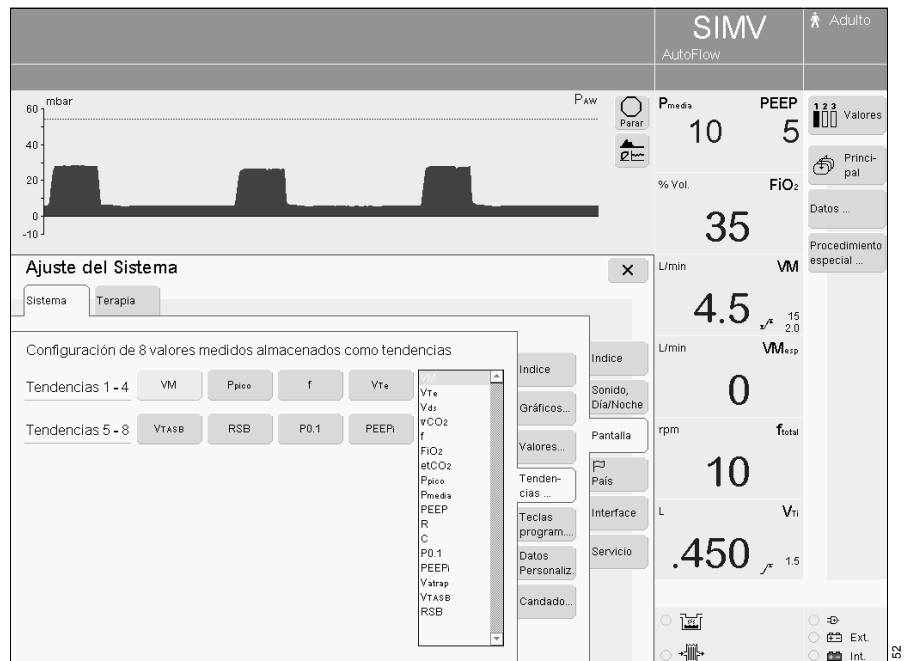 SIMV
AutoFlow
Adulto
mbar
PAW
60
40
20
0
-10
Parar
Pmedia
PEEP
10
5
1 2 3
Valores
Princi-
pal
% Vol.
FiO2
35
Datos ...
Procedimiento
especial ...
Ajuste del Sistema
Sistema
Terapia
L/min
VM
4.5
15
2.0
Configuración de 8 valores medidos almacenados como tendencias
Tendencias 1 - 4
VM
Ppico
f
VTe
Tendencias 5 - 8
VTASB
RSB
P0.1
PEEPi
VM
VTe
Vds
VCO2
f
FiO2
etCO2
Ppico
Pmedia
PEEP
R
C
P0.1
PEEPi
Vatrap
VTASB
RSB
Indice
Gráficos...
Valores...
Tenden-
cias ...
Teclas
program....
Datos
Personaliz.
Candado...
Indice
Sonido,
Día/Noche
Pantalla
País
Interface
Servicio
L/min
VMesp
0
rpm
ftotal
10
L
VTi
.450
1.5
Ext.
Int.
52